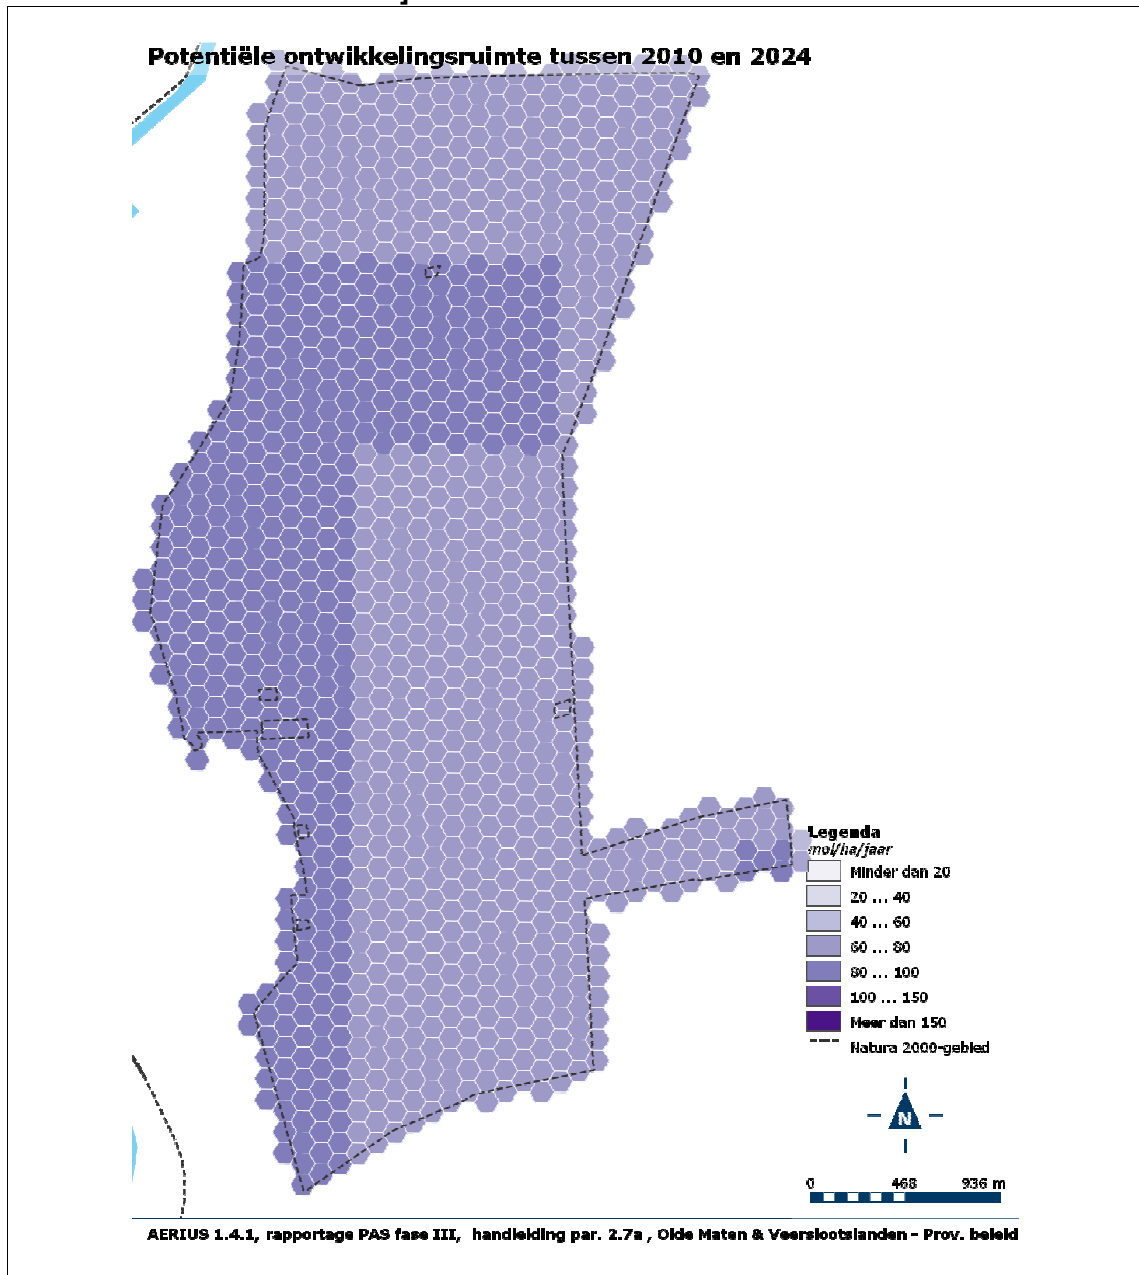 Potentiële ontwikkelingsruimte tussen 2010 en 2024
Legenda
mol/ha/jaar
Minder dan 20
20 ... 40
40 ... 60
60 ... 80
80 ... 100
100 ... 150
Meer dan 150
Natura 2000-gebied
N
0 468 936 m
AERIUS 1.4.1, rapportage PAS fase III, handleiding par. 2.7a , Olde Maten & Veerslootslanden - Prov. beleid